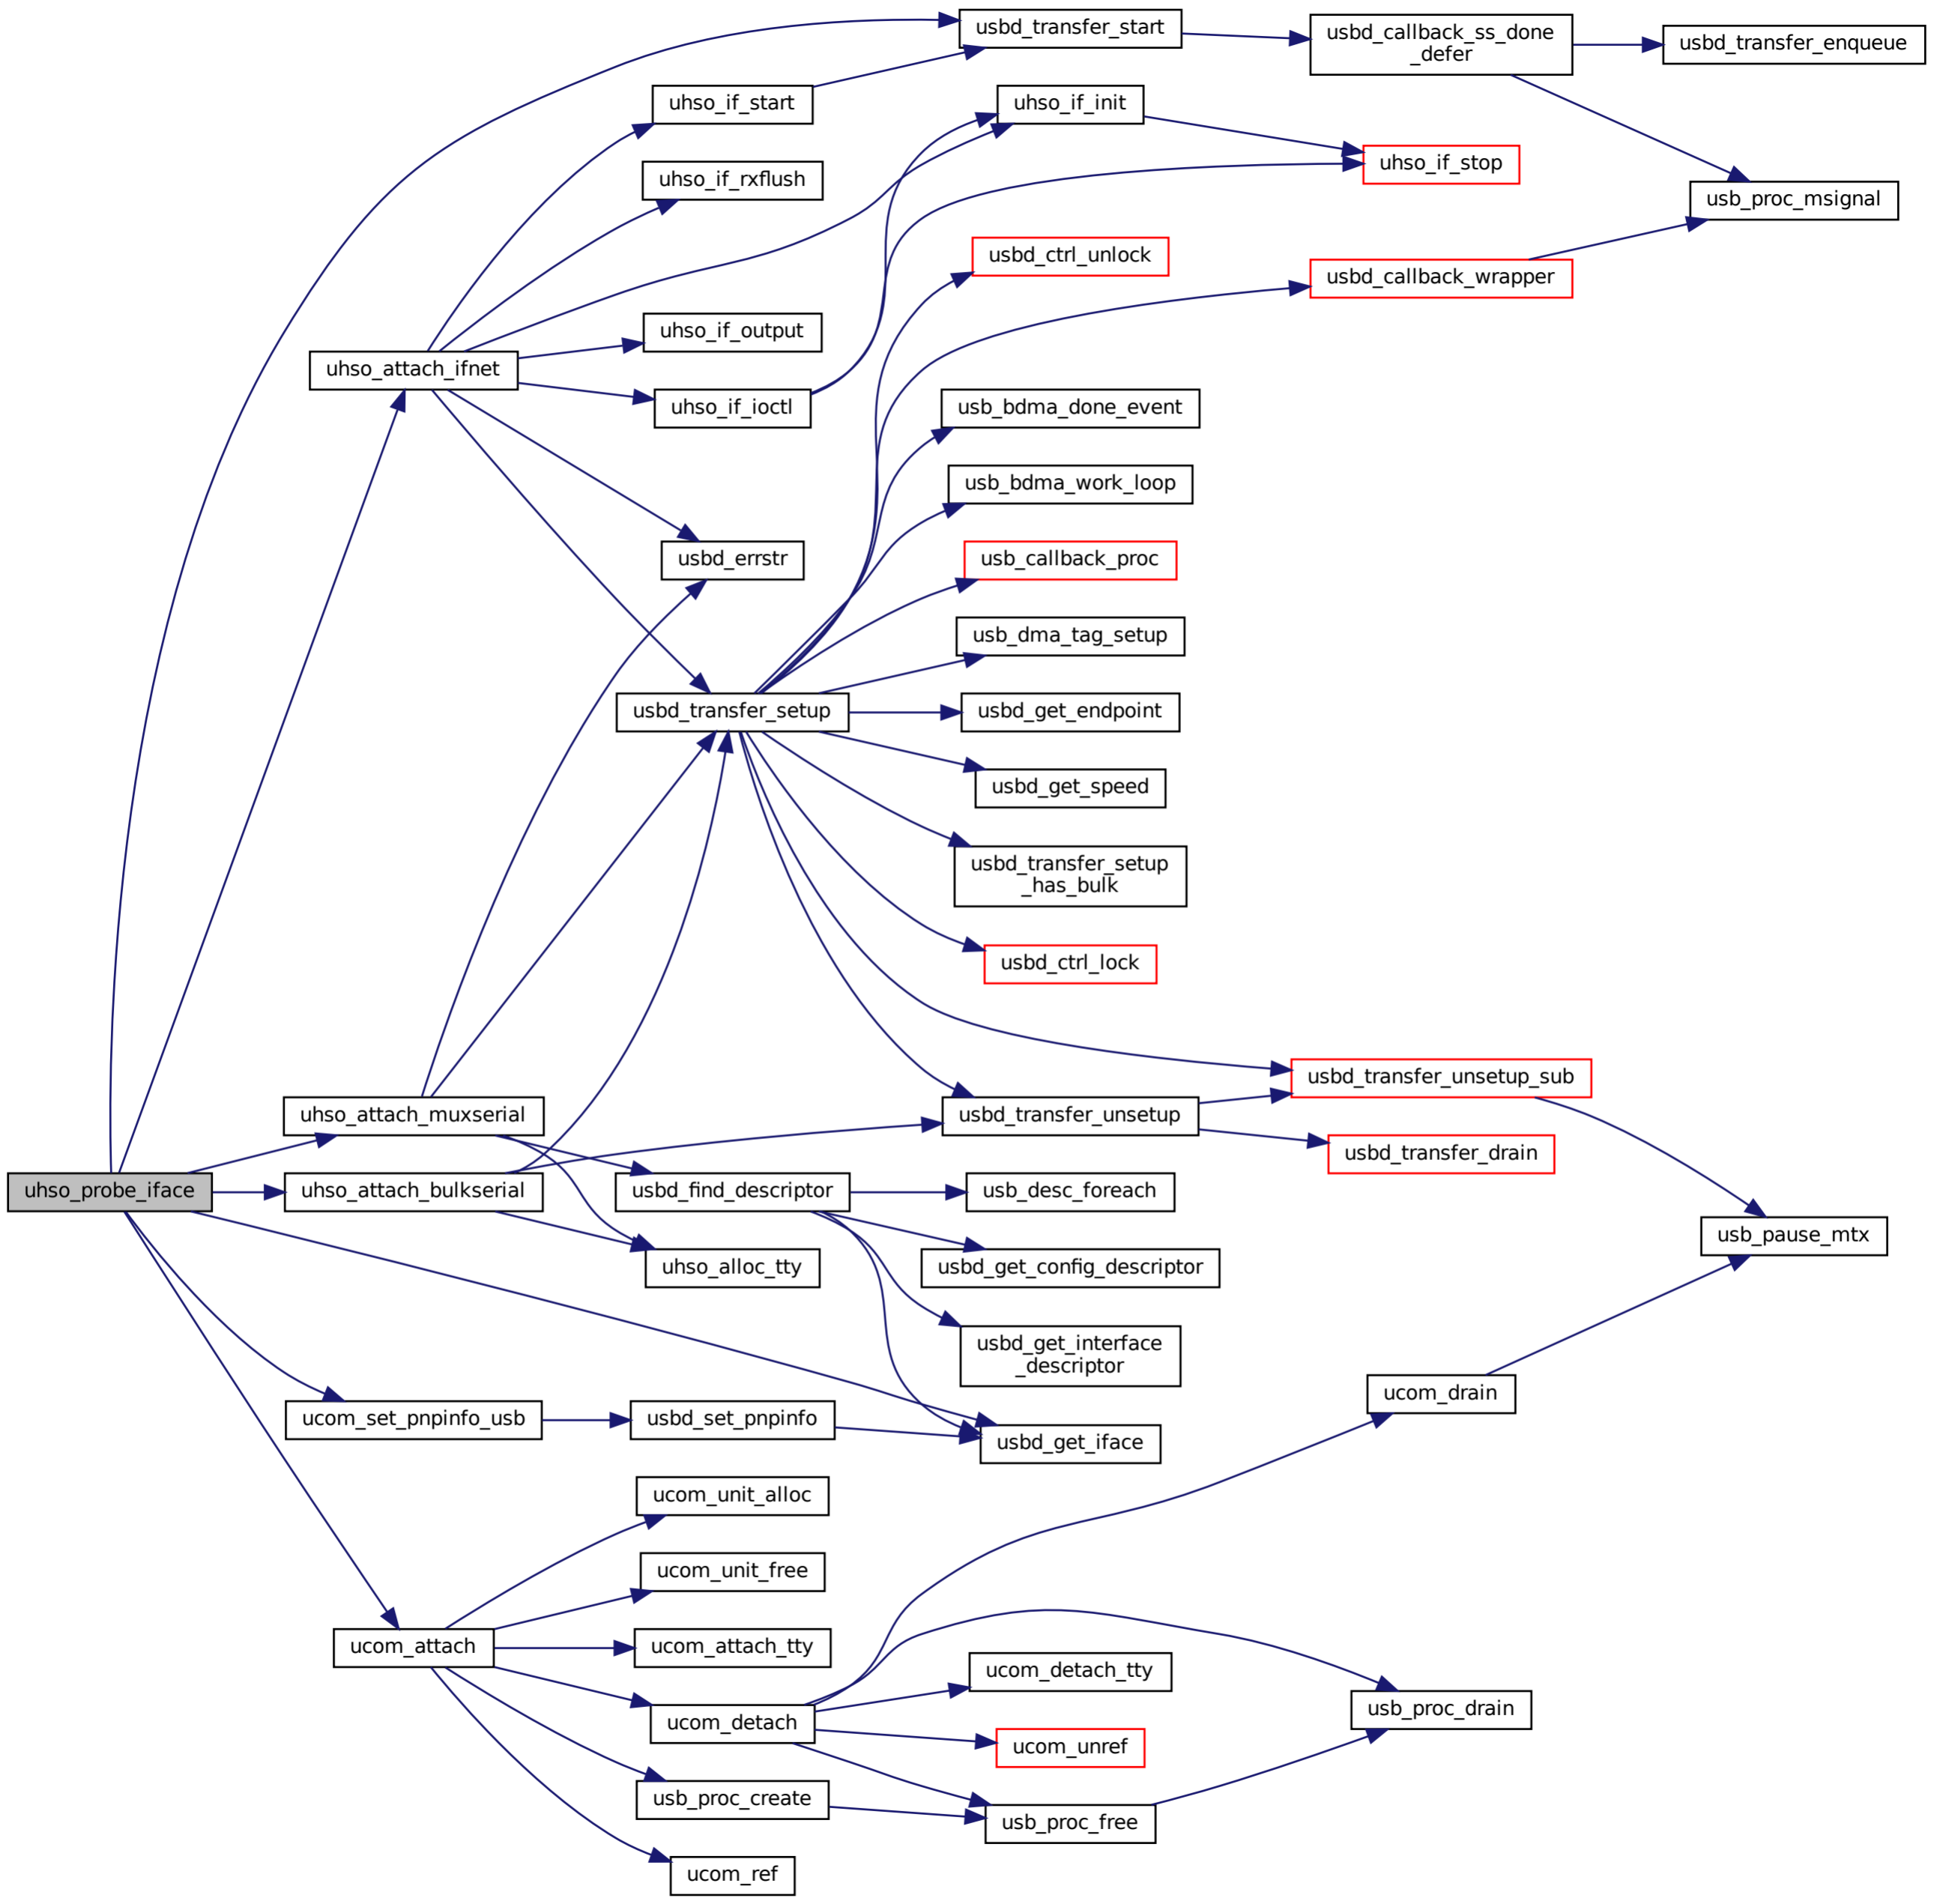 usbd_transfer_start
usbd_callback_ss_done
_defer
usbd_transfer_enqueue
uhso_if_start
uhso_if_init
uhso_if_stop
uhso_if_rxflush
usb_proc_msignal
usbd_ctrl_unlock
usbd_callback_wrapper
uhso_if_output
uhso_attach_ifnet
uhso_if_ioctl
usb_bdma_done_event
usb_bdma_work_loop
usbd_errstr
usb_callback_proc
usb_dma_tag_setup
usbd_transfer_setup
usbd_get_endpoint
usbd_get_speed
usbd_transfer_setup
_has_bulk
usbd_ctrl_lock
usbd_transfer_unsetup_sub
uhso_attach_muxserial
usbd_transfer_unsetup
usbd_transfer_drain
uhso_probe_iface
uhso_attach_bulkserial
usbd_find_descriptor
usb_desc_foreach
usb_pause_mtx
uhso_alloc_tty
usbd_get_config_descriptor
usbd_get_interface
_descriptor
ucom_drain
ucom_set_pnpinfo_usb
usbd_set_pnpinfo
usbd_get_iface
ucom_unit_alloc
ucom_unit_free
ucom_attach
ucom_attach_tty
ucom_detach_tty
usb_proc_drain
ucom_detach
ucom_unref
usb_proc_create
usb_proc_free
ucom_ref